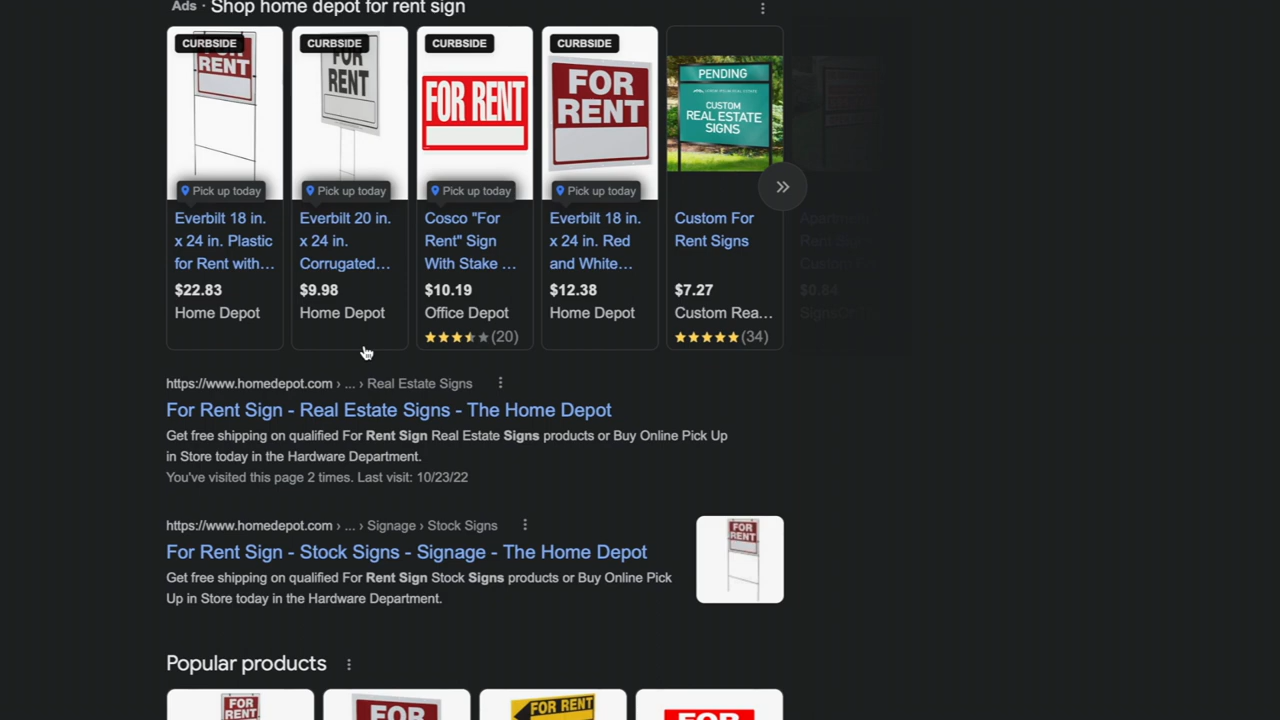 Ads · Shop home depot for rent sign
CURBSIDE
CURBSIDE
CURBSIDE
CURBSIDE
FOR RENT
FOR RENT
FOR RENT
FOR RENT
PENDING
CUSTOM
REAL ESTATE
SIGNS
Pick up today
Pick up today
Pick up today
Pick up today
Everbilt 18 in.
x 24 in. Plastic
for Rent with...
$22.83
Home Depot
Everbilt 20 in.
x 24 in.
Corrugated...
$9.98
Home Depot
Cosco "For
Rent" Sign
With Stake ...
$10.19
Office Depot
(20)
Everbilt 18 in.
x 24 in. Red
and White...
$12.38
Home Depot
Custom For
Rent Signs
$7.27
Custom Rea...
(34)
$0.84
https://www.homedepot.com › ... › Real Estate Signs
For Rent Sign - Real Estate Signs - The Home Depot
Get free shipping on qualified For Rent Sign Real Estate Signs products or Buy Online Pick Up
in Store today in the Hardware Department.
You've visited this page 2 times. Last visit: 10/23/22
https://www.homedepot.com › ... › Signage › Stock Signs
For Rent Sign - Stock Signs - Signage - The Home Depot
Get free shipping on qualified For Rent Sign Stock Signs products or Buy Online Pick
Up in Store today in the Hardware Department.
FOR
RENT
Popular products
FOR
RENT
FOR
FOR RENT
FOR